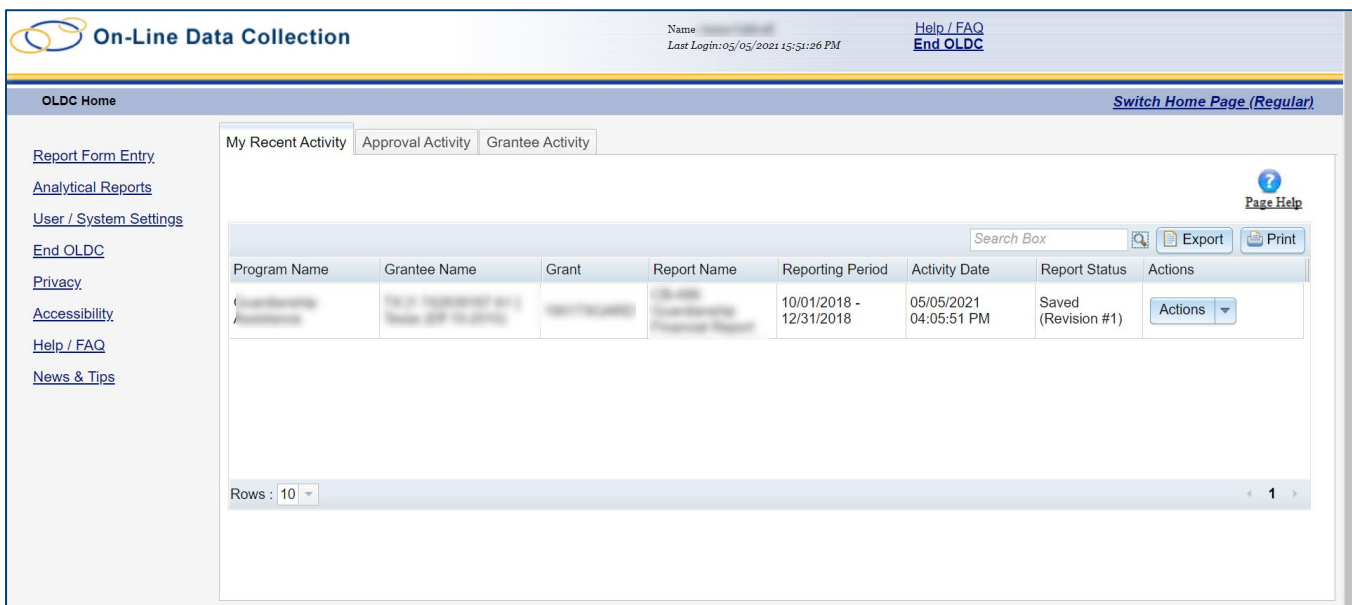 On-Line Data Collection
Name
Last Login:05/05/2021 15:51:26 PM
Help / FAQ
End OLDC
OLDC Home
Switch Home Page (Regular)
Report Form Entry
Analytical Reports
User / System Settings
End OLDC
Privacy
Accessibility
Help / FAQ
News & Tips
My Recent Activity
Approval Activity
Grantee Activity
Page Help
Search Box
Export
Print
Program Name
Grantee Name
Grant
Report Name
Reporting Period
Activity Date
Report Status
Actions
10/01/2018 -
12/31/2018
05/05/2021
04:05:51 PM
Saved
(Revision #1)
Actions
Rows : 10
1